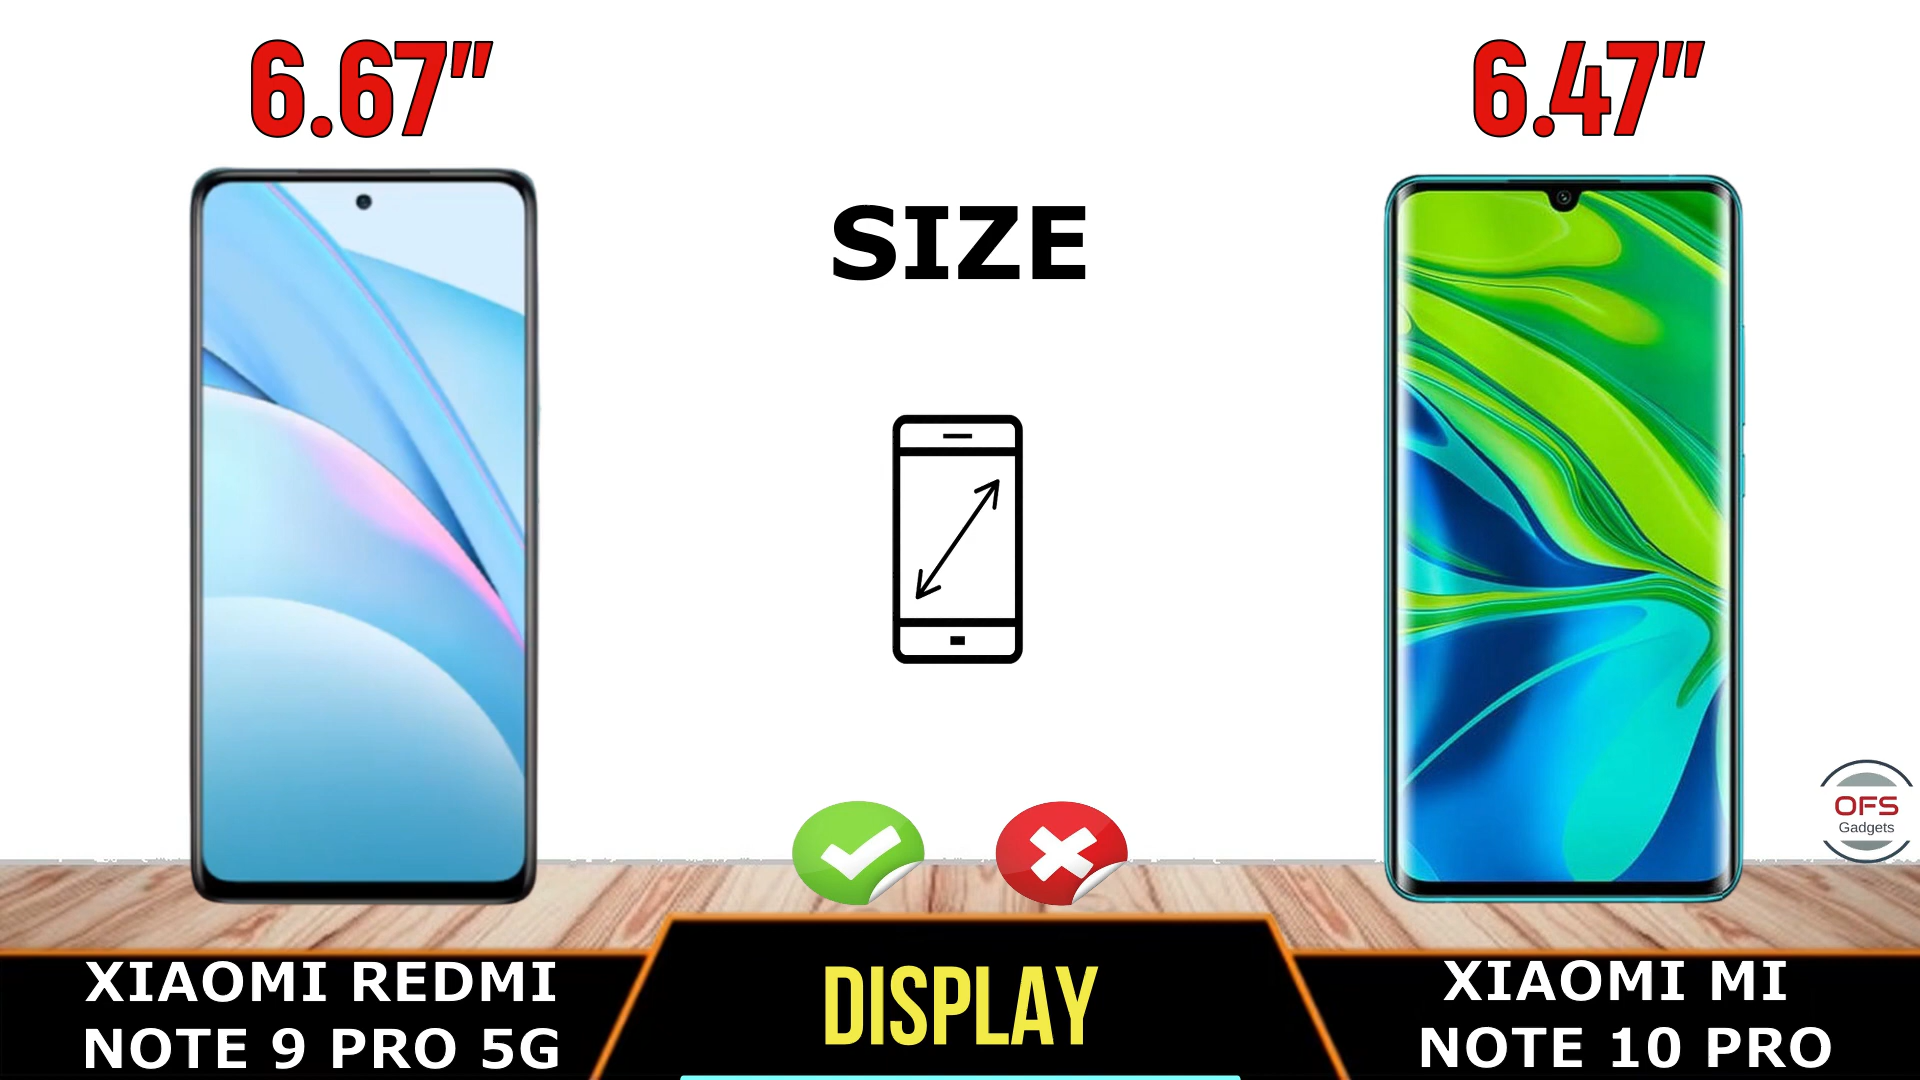 6.67"
6.47"
SIZE
OFS
Gadgets
XIAOMI REDMI
NOTE 9 PRO 5G
DISPLAY
XIAOMI MI
NOTE 10 PRO